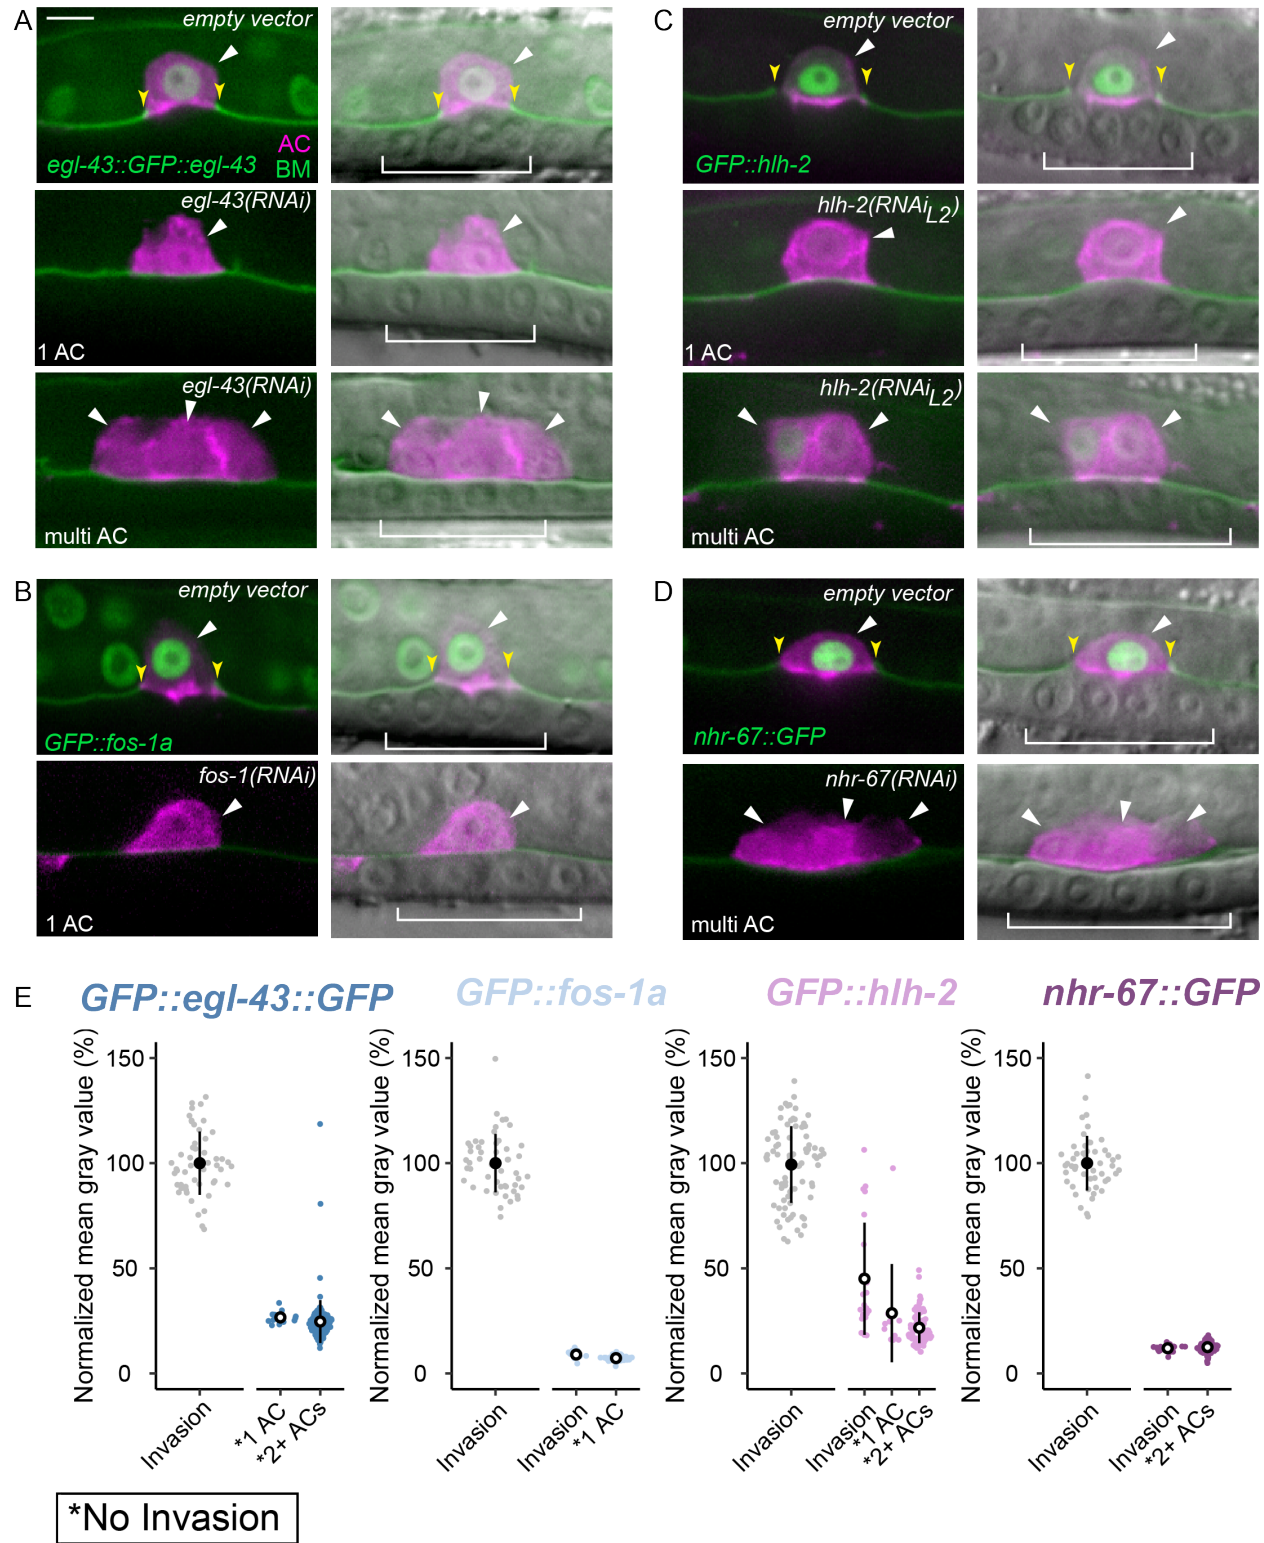 A
empty vector
AC
BM
egl-43::GFP::egl-43
egl-43(RNAi)
1 AC
egl-43(RNAi)
multi AC
B
empty vector
GFP::fos-1a
fos-1(RNAi)
1 AC
C
empty vector
GFP::hlh-2
hlh-2(RNAiL2)
1 AC
hlh-2(RNAiL2)
multi AC
D
empty vector
nhr-67::GFP
nhr-67(RNAi)
multi AC
E
GFP::egl-43::GFP
Normalized mean gray value (%)
150
100
50
0
Invasion
*1 AC
*2+ ACs
GFP::fos-1a
Normalized mean gray value (%)
150
100
50
0
Invasion
Invasion
*1 AC
GFP::hlh-2
Normalized mean gray value (%)
150
100
50
0
Invasion
Invasion
*1 AC
*2+ ACs
nhr-67::GFP
Normalized mean gray value (%)
150
100
50
0
Invasion
Invasion
*2+ ACs
*No Invasion